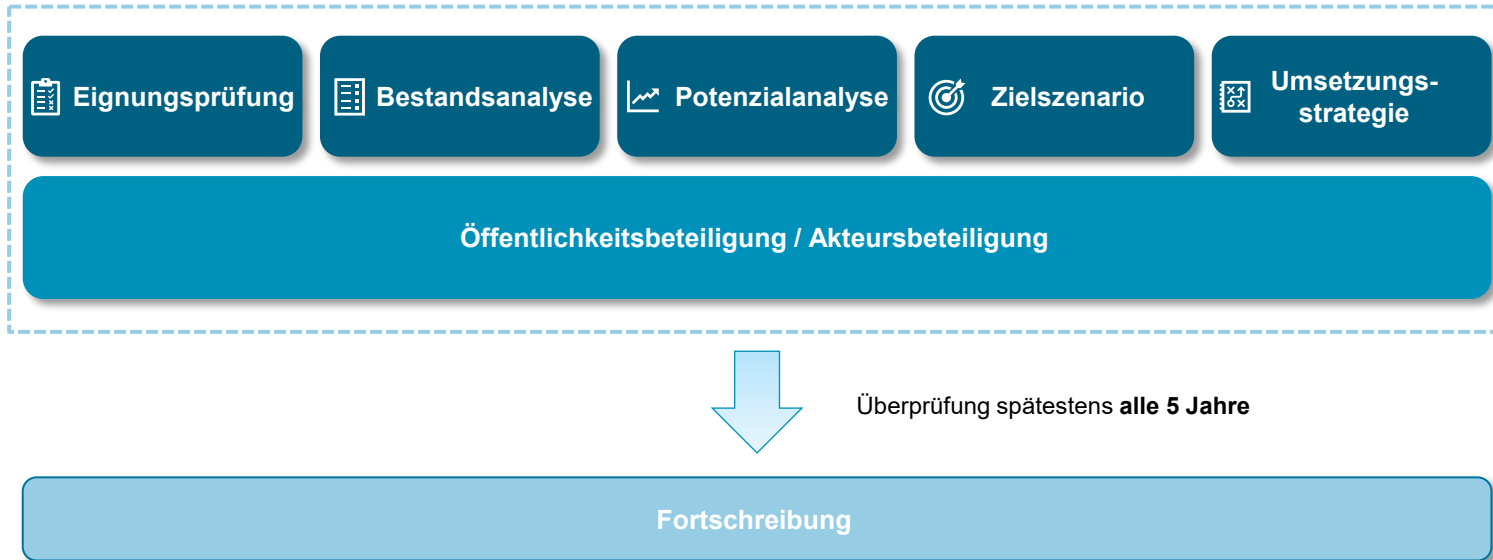 Eignungsprüfung
Bestandsanalyse
Potenzialanalyse
Zielszenario
Umsetzungs-
strategie
Öffentlichkeitsbeteiligung / Akteursbeteiligung
Überprüfung spätestens alle 5 Jahre
Fortschreibung